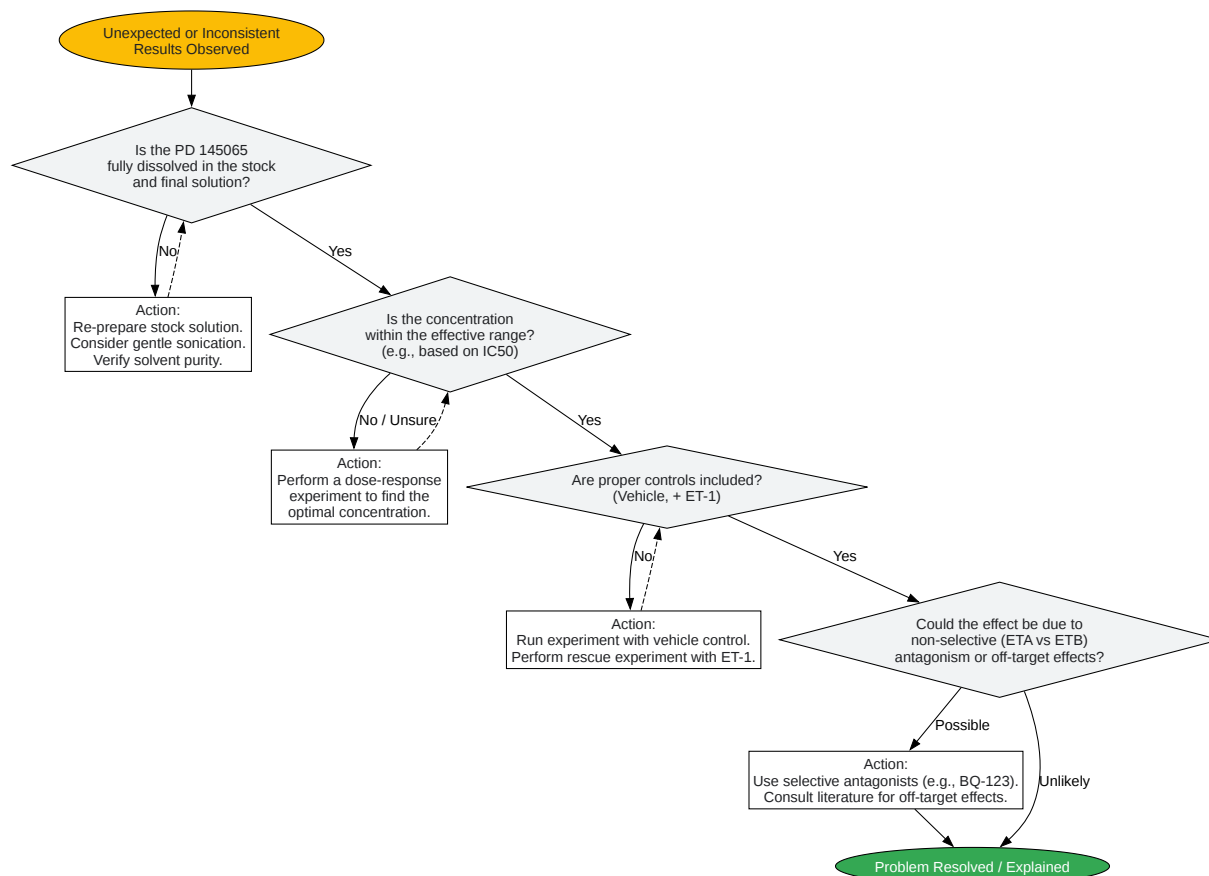 Unexpected or Inconsistent
Results Observed
Is the PD 145065
fully dissolved in the stock
and final solution?
No
Yes
Action:
Re-prepare stock solution.
Consider gentle sonication.
Verify solvent purity.
Is the concentration
within the effective range?
(e.g., based on IC50)
No / Unsure
Yes
Action:
Perform a dose-response
experiment to find the
optimal concentration.
Are proper controls included?
(Vehicle, + ET-1)
No
Yes
Action:
Run experiment with vehicle control.
Perform rescue experiment with ET-1.
Could the effect be due to
non-selective (ETA vs ETB)
antagonism or off-target effects?
Possible
Unlikely
Action:
Use selective antagonists (e.g., BQ-123).
Consult literature for off-target effects.
Problem Resolved / Explained